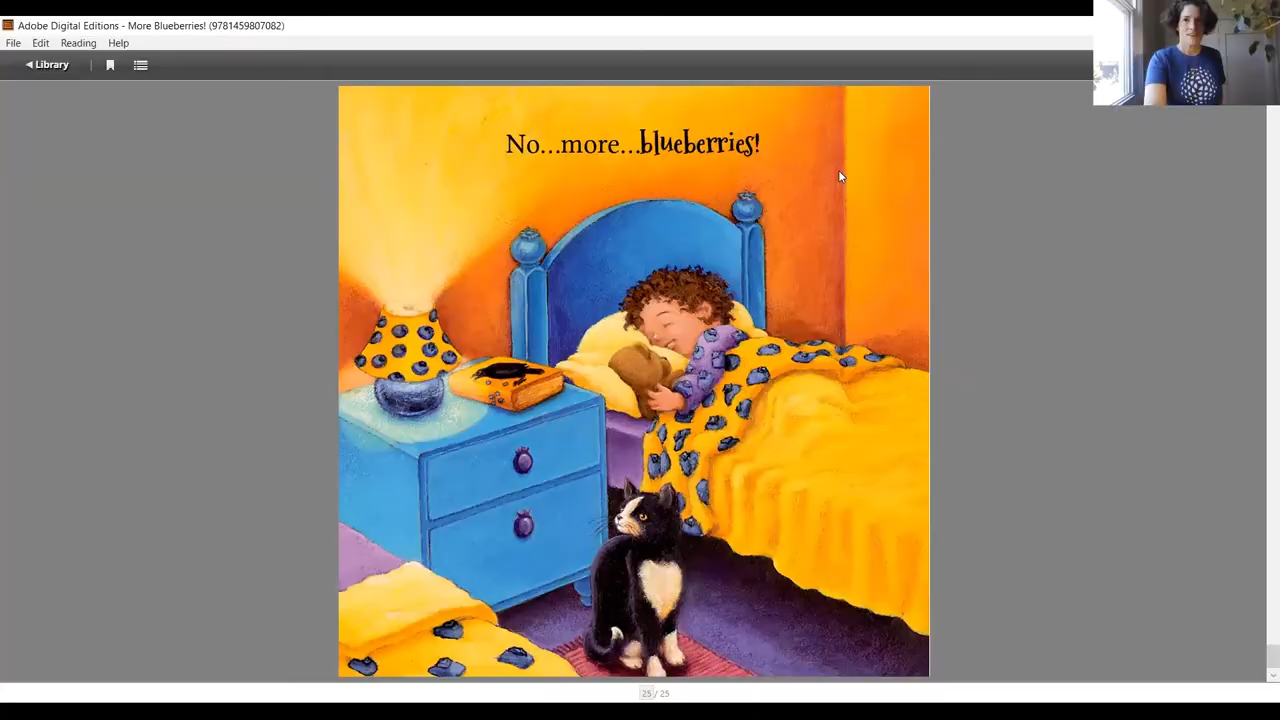 Adobe Digital Editions - More Blueberries! (9781459807082)
File Edit Reading Help
Library
No...more...blueberries!
25 / 25